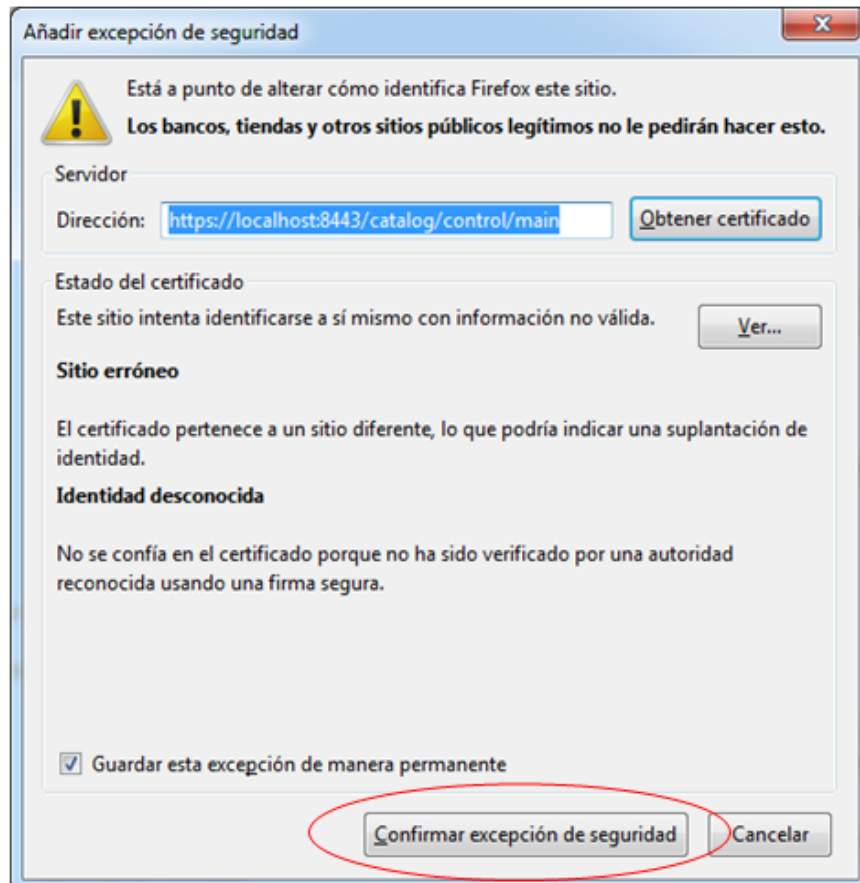 Añadir excepción de seguridad
Está a punto de alterar cómo identifica Firefox este sitio.
Los bancos, tiendas y otros sitios públicos legítimos no le pedirán hacer esto.
Servidor
Dirección: https://localhost:8443/catalog/control/main Obtener certificado
Estado del certificado
Este sitio intenta identificarse a sí mismo con información no válida. Ver...
Sitio erróneo
El certificado pertenece a un sitio diferente, lo que podría indicar una suplantación de
identidad.
Identidad desconocida
No se confía en el certificado porque no ha sido verificado por una autoridad
reconocida usando una firma segura.
Guardar esta excepción de manera permanente
Confirmar excepción de seguridad Cancelar